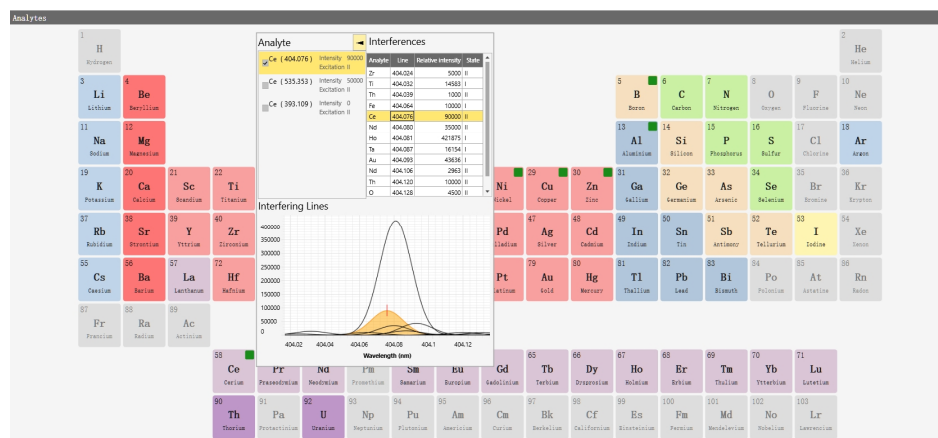 Analytes
1
H
Hydrogen
2
He
Helium
3
Li
Lithium
4
Be
Beryllium
5
B
Boron
6
C
Carbon
7
N
Nitrogen
8
O
Oxygen
9
F
Fluorine
10
Ne
Neon
11
Na
Sodium
12
Mg
Magnesium
13
Al
Aluminium
14
Si
Silicon
15
P
Phosphorus
16
S
Sulfur
17
Cl
Chlorine
18
Ar
Argon
19
K
Potassium
20
Ca
Calcium
21
Sc
Scandium
22
Ti
Titanium
Ni
Nickel
29
Cu
Copper
30
Zn
Zinc
31
Ga
Gallium
32
Ge
Germanium
33
As
Arsenic
34
Se
Selenium
35
Br
Bromine
36
Kr
Krypton
37
Rb
Rubidium
38
Sr
Strontium
39
Y
Yttrium
40
Zr
Zirconium
Pd
lladium
47
Ag
Silver
48
Cd
Cadmium
49
In
Indium
50
Sn
Tin
51
Sb
Antimony
52
Te
Tellurium
53
I
Iodine
54
Xe
Xenon
55
Cs
Caesium
56
Ba
Barium
57
La
Lanthanum
72
Hf
Hafnium
Pt
latinum
79
Au
Gold
80
Hg
Mercury
81
Tl
Thallium
82
Pb
Lead
83
Bi
Bismuth
84
Po
Polonium
85
At
Astatine
86
Rn
Radon
87
Fr
Francium
88
Ra
Radium
89
Ac
Actinium
58
Ce
Cerium
Pr
Praseodymium
Nd
Neodymium
Pm
Promethium
Sm
Samarium
Eu
Europium
Gd
Gadolinium
65
Tb
Terbium
66
Dy
Dysprosium
67
Ho
Holmium
68
Er
Erbium
69
Tm
Thulium
70
Yb
Ytterbium
71
Lu
Lutetium
90
Th
Thorium
91
Pa
Protactinium
92
U
Uranium
93
Np
Neptunium
94
Pu
Plutonium
95
Am
Americium
96
Cm
Curium
97
Bk
Berkelium
98
Cf
Californium
99
Es
Einsteinium
100
Fm
Fermium
101
Md
Mendelevium
102
No
Nobelium
103
Lr
Lawrencium
Analyte
Ce (404.076) Intensity 90000
Excitation II
Ce (535.353) Intensity 50000
Excitation II
Ce (393.109) Intensity 0
Excitation II
Interferences
Analyte Line Relative intensity State
Zr 404.024 5000 II
Ti 404.032 14583 I
Th 404.039 1000 II
Fe 404.064 10000 I
Ce 404.076 90000 II
Nd 404.080 35000 II
Ho 404.081 421875 I
Ta 404.087 16154 I
Au 404.093 43636 I
Nd 404.106 2963 II
Th 404.120 10000 II
O 404.128 4500 II
Interfering Lines
400000
350000
300000
250000
200000
150000
100000
50000
0
404.02 404.04 404.06 404.08 404.1 404.12
Wavelength (nm)